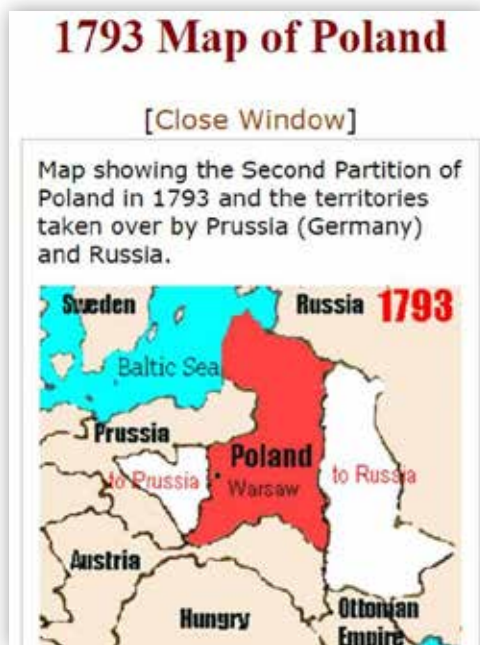 1793 Map of Poland
[Close Window]
Map showing the Second Partition of
Poland in 1793 and the territories
taken over by Prussia (Germany)
and Russia.
Sweden
Russia 1793
Baltic Sea
Prussia
Poland
to Prussia
Warsaw
to Russia
Austria
Hungry
Ottonian
Empire